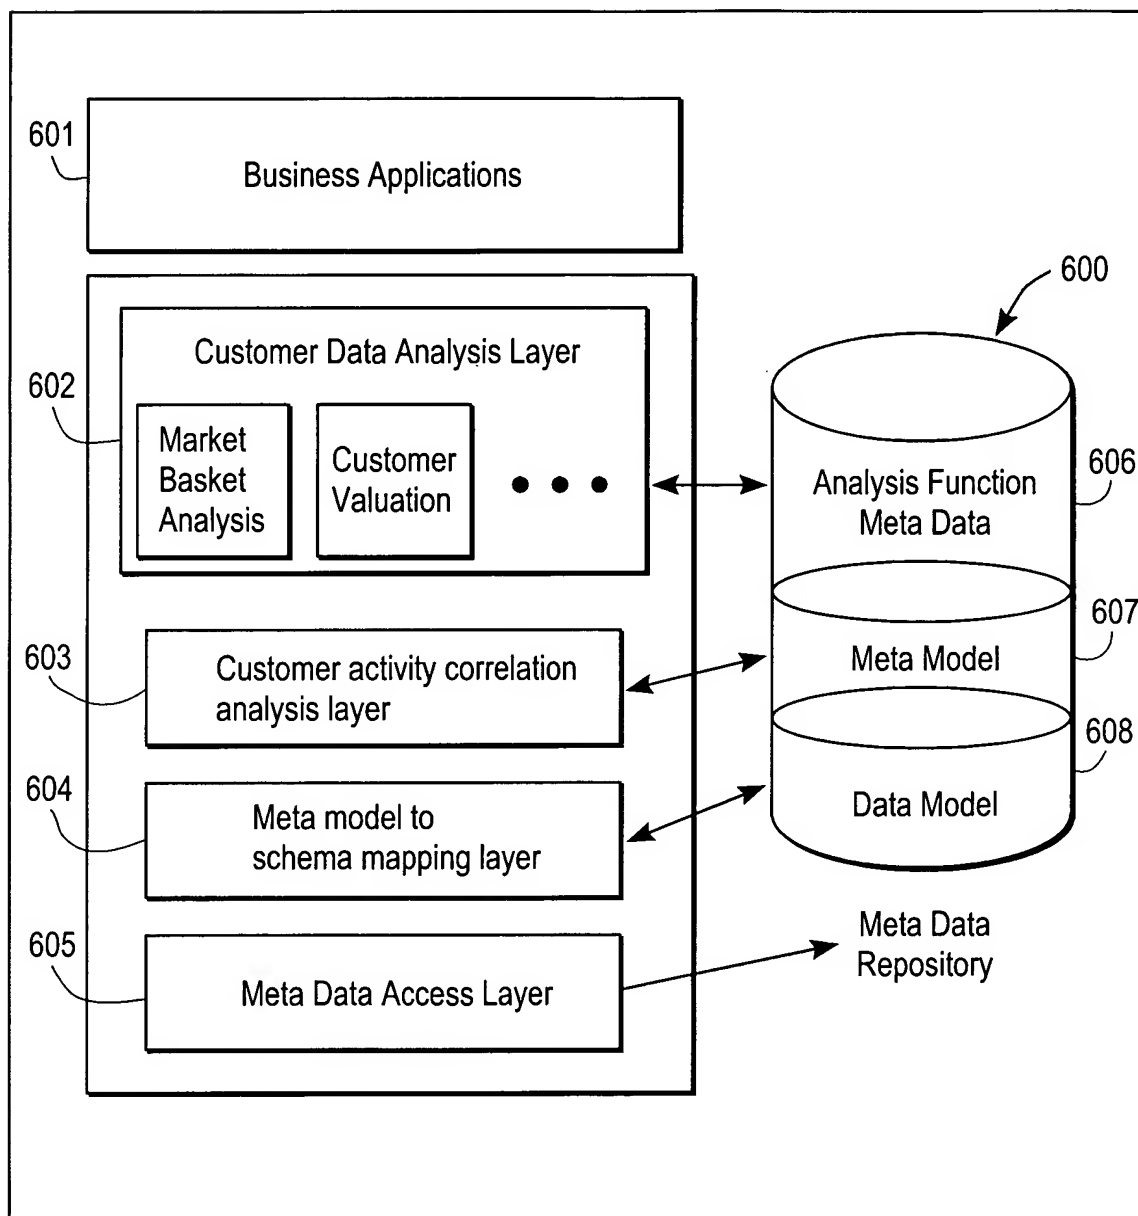 601
Business Applications
600
Customer Data Analysis Layer
602
Market
Basket
Analysis
Customer
Valuation
Analysis Function
Meta Data
606
607
603
Customer activity correlation
analysis layer
Meta Model
608
604
Meta model to
schema mapping layer
Data Model
605
Meta Data Access Layer
Meta Data
Repository